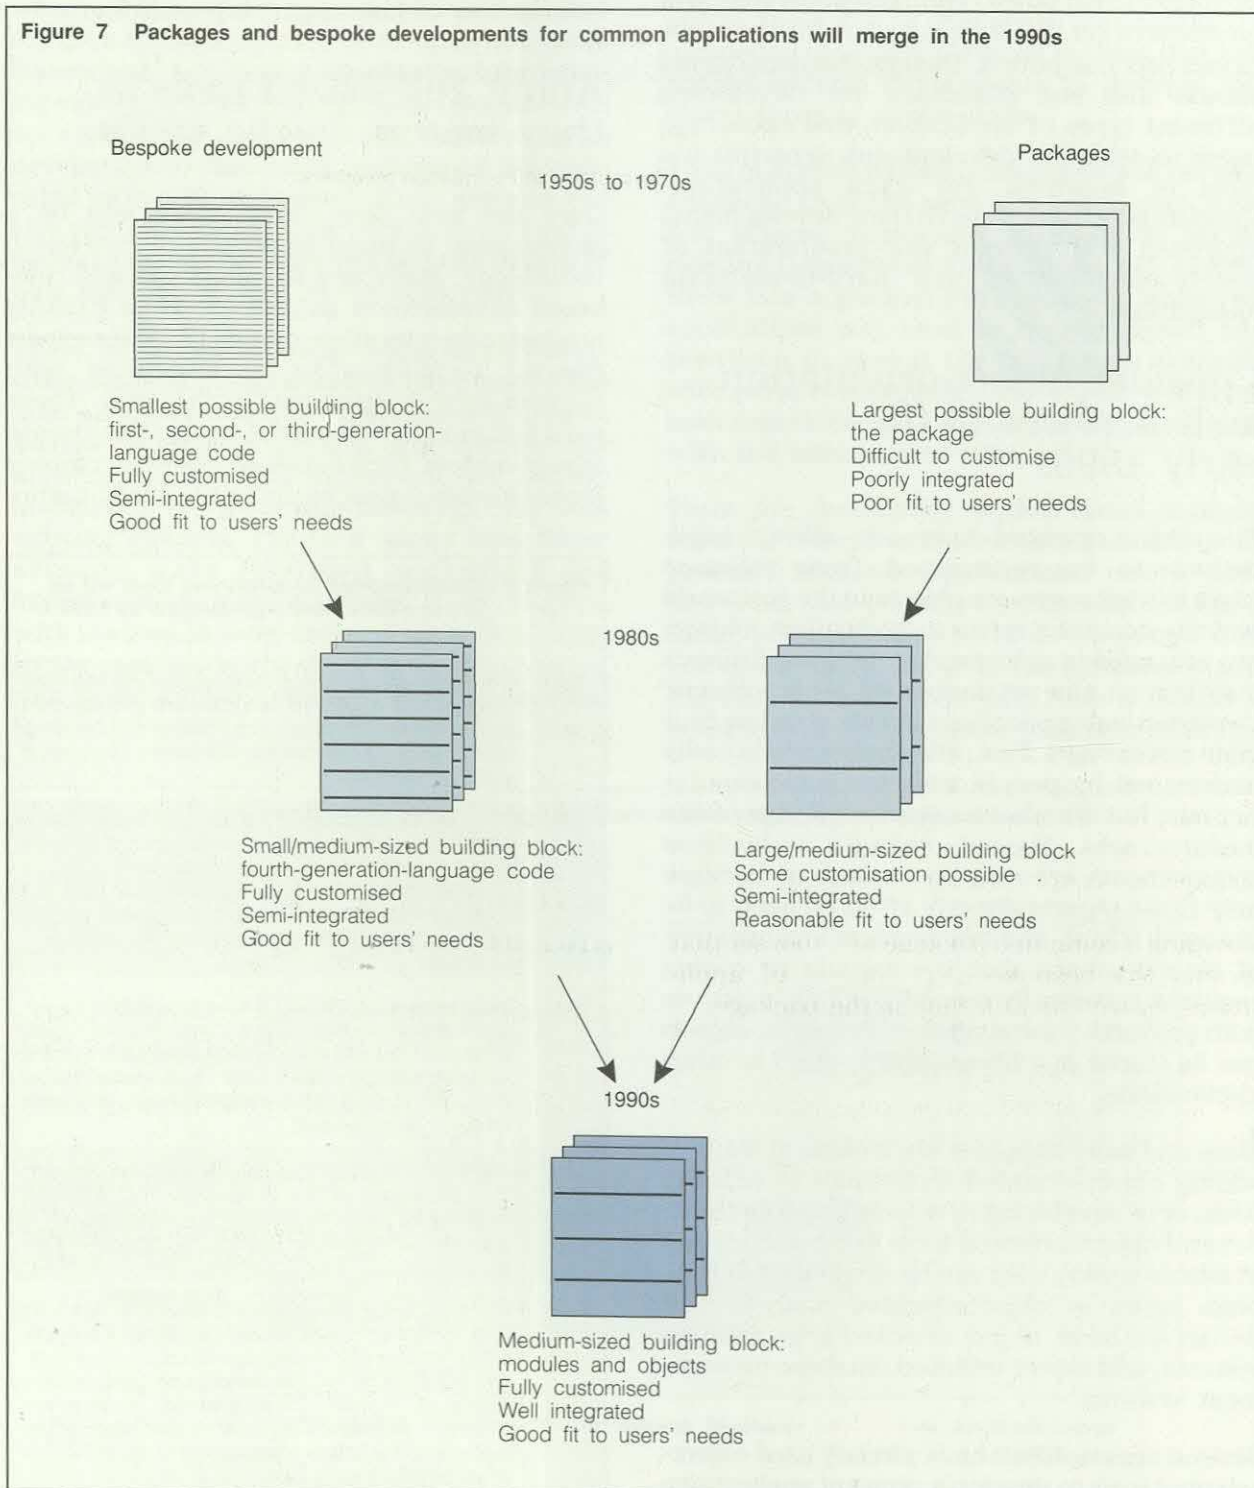 Figure 7 Packages and bespoke developments for common applications will merge in the 1990s
Bespoke development
Packages
1950s to 1970s
Smallest possible building block:
first-, second-, or third-generation-
language code
Fully customised
Semi-integrated
Good fit to users' needs
Largest possible building block:
the package
Difficult to customise
Poorly integrated
Poor fit to users' needs
1980s
Small/medium-sized building block:
fourth-generation-language code
Fully customised
Semi-integrated
Good fit to users' needs
Large/medium-sized building block
Some customisation possible
Semi-integrated
Reasonable fit to users' needs
1990s
Medium-sized building block:
modules and objects
Fully customised
Well integrated
Good fit to users' needs